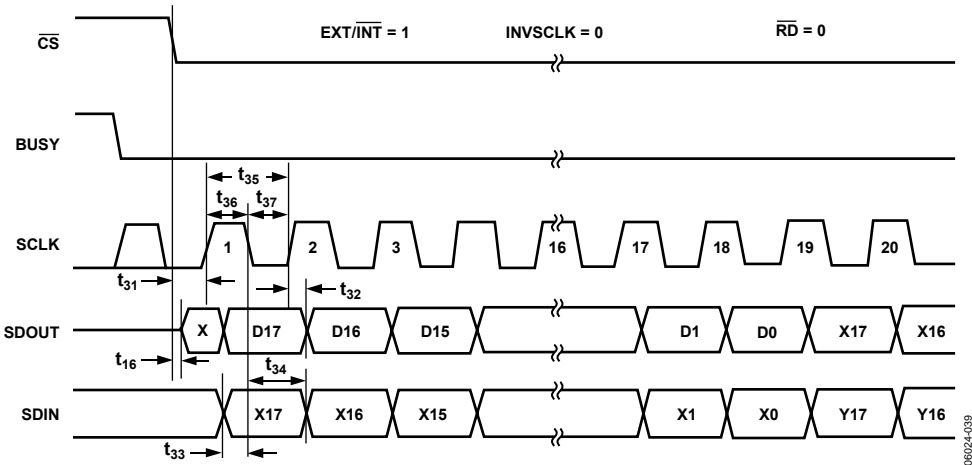 EXT/INT = 1 INVSCLK = 0 RD = 0
CS
BUSY
t35
t36 t37
SCLK 1 2 3 16 17 18 19 20
t31 t32
SDOUT X D17 D16 D15 D1 D0 X17 X16
t16 t34
SDIN X17 X16 X15 X1 X0 Y17 Y16
t33
06024-039